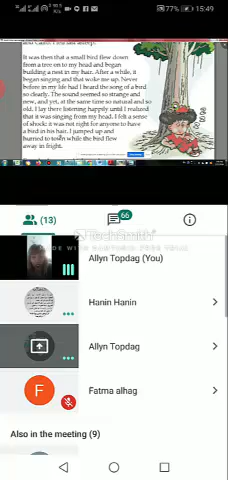 77% 15:49
It was then that a small bird flew down
from a tree on to my head and began
building a nest in my hair. After a while, it
began singing and that woke me up. Never
before in my life had I heard the song of a bird
so clearly. The sound seemed so strange and
new, and yet, at the same time so natural and so
old. I lay there listening happily until I realized
that it was singing from my head. I felt a sense
of shock: it was not right for anyone to have
a bird in his hair. I jumped up and
hurried to town while the bird flew
away in fright.
(13)
66
Allyn Topdag (You)
TechSmith
MADE WITH
Hanin Hanin
Allyn Topdag
F
Fatma alhag
Also in the meeting (9)